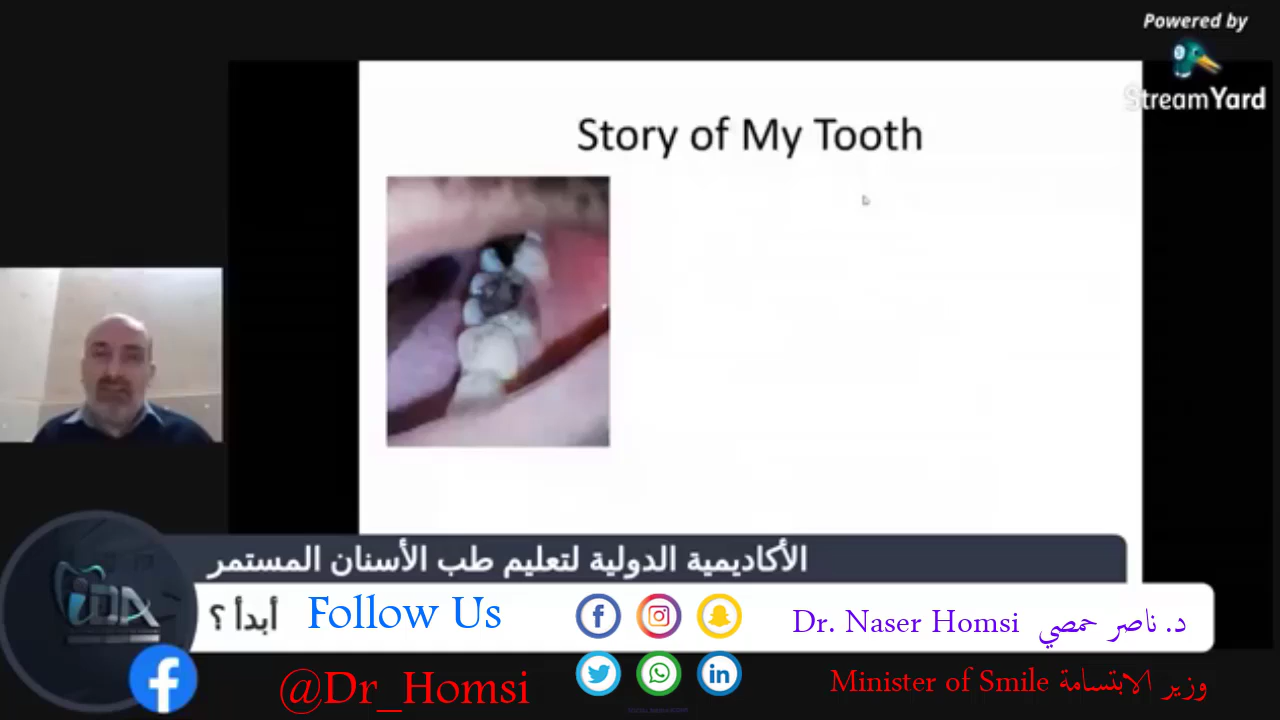 Powered by
StreamYard
Story of My Tooth
الأكاديمية الدولية لتعليم طب الأسنان المستمر
iDA
أبدأ ؟
Follow Us
Dr. Naser Homsi د. ناصر حمصي
@Dr_Homsi
Minister of Smile وزير الابتسامة